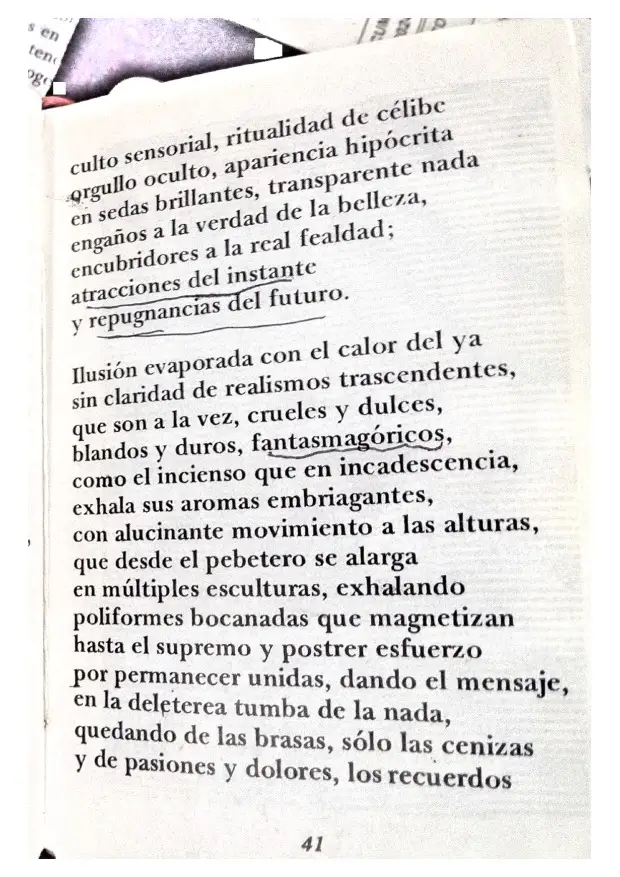 s en
culto sensorial, ritualidad de célibe
orgullo oculto, apariencia hipócrita
en sedas brillantes, transparente nada
engaños a la verdad de la belleza,
encubridores a la real fealdad;
atracciones del instante
y repugnancias del futuro.
Ilusión evaporada con el calor del ya
sin claridad de realismos trascendentes,
que son a la vez, crueles y dulces,
blandos y duros, fantasmagóricos,
como el incienso que en incadescencia,
exhala sus aromas embriagantes,
con alucinante movimiento a las alturas,
que desde el pebetero se alarga
en múltiples esculturas, exhalando
poliformes bocanadas que magnetizan
hasta el supremo y postrer esfuerzo
por permanecer unidas, dando el mensaje,
en la deleterea tumba de la nada,
quedando de las brasas, sólo las cenizas
y de pasiones y dolores, los recuerdos
41